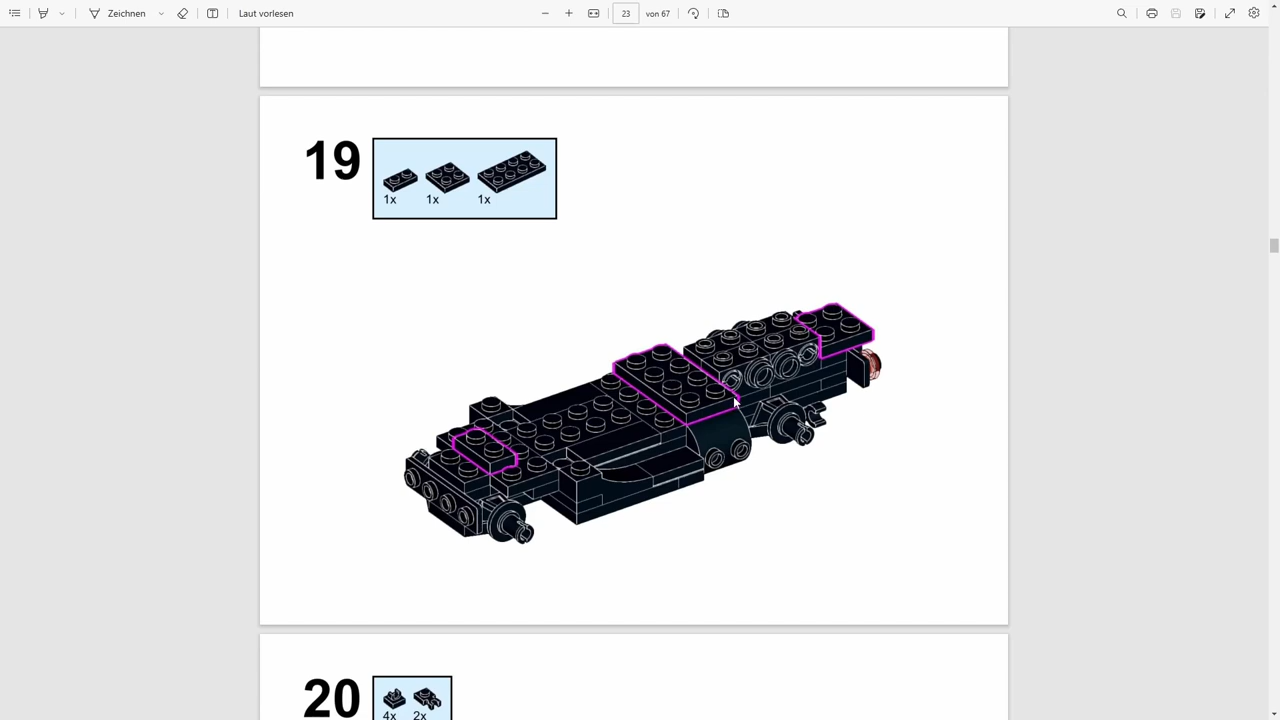 Zeichnen
Laut vorlesen
23 von 67
19
1x 1x 1x
20
4x 2x